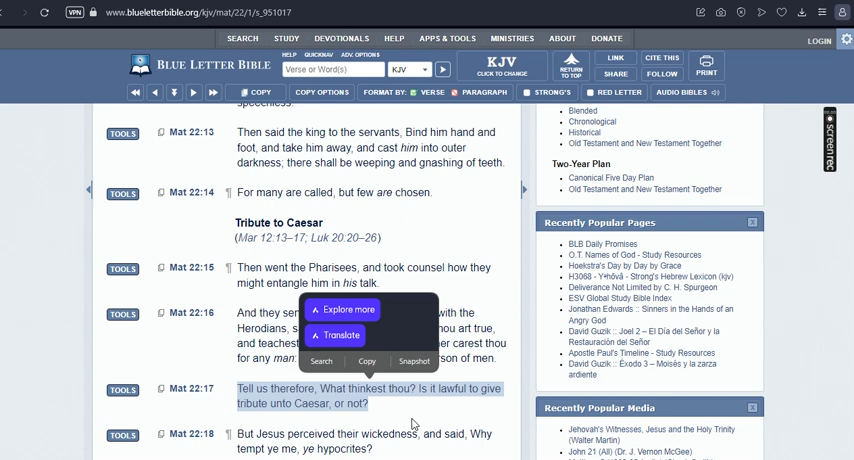 VPN www.blueletterbible.org/kjv/mat/22/1/s_951017
SEARCH STUDY DEVOTIONALS HELP APPS & TOOLS MINISTRIES ABOUT DONATE LOGIN
BLUE LETTER BIBLE
HELP QUICKNAV ADV. OPTIONS
Verse or Word(s) KJV
KJV
CLICK TO CHANGE
RETURN
TO TOP
LINK CITE THIS
SHARE FOLLOW
PRINT
COPY COPY OPTIONS FORMAT BY: VERSE PARAGRAPH STRONG'S RED LETTER AUDIO BIBLES
TOOLS Mat 22:13 Then said the king to the servants, Bind him hand and
foot, and take him away, and cast him into outer
darkness; there shall be weeping and gnashing of teeth.
TOOLS Mat 22:14 ¶ For many are called, but few are chosen.
Tribute to Caesar
(Mar 12:13–17; Luk 20:20–26)
TOOLS Mat 22:15 ¶ Then went the Pharisees, and took counsel how they
might entangle him in his talk.
TOOLS Mat 22:16 And they sen with the
Herodians, s hou art true,
and teachest er carest thou
for any man: rson of men.
Explore more
Translate
Search Copy Snapshot
TOOLS Mat 22:17 Tell us therefore, What thinkest thou? Is it lawful to give
tribute unto Caesar, or not?
TOOLS Mat 22:18 ¶ But Jesus perceived their wickedness, and said, Why
tempt ye me, ye hypocrites?
Blended
Chronological
Historical
Old Testament and New Testament Together
Two-Year Plan
Canonical Five Day Plan
Old Testament and New Testament Together
Recently Popular Pages X
BLB Daily Promises
O.T. Names of God - Study Resources
Hoekstra's Day by Day by Grace
H3068 - Yᵊhōvâ - Strong's Hebrew Lexicon (kjv)
Deliverance Not Limited by C. H. Spurgeon
ESV Global Study Bible Index
Jonathan Edwards :: Sinners in the Hands of an
Angry God
David Guzik :: Joel 2 – El Día del Señor y la
Restauración del Señor
Apostle Paul's Timeline - Study Resources
David Guzik :: Éxodo 3 – Moisés y la zarza
ardiente
Recently Popular Media X
Jehovah's Witnesses, Jesus and the Holy Trinity
(Walter Martin)
John 21 (All) (Dr. J. Vernon McGee)
screenrec